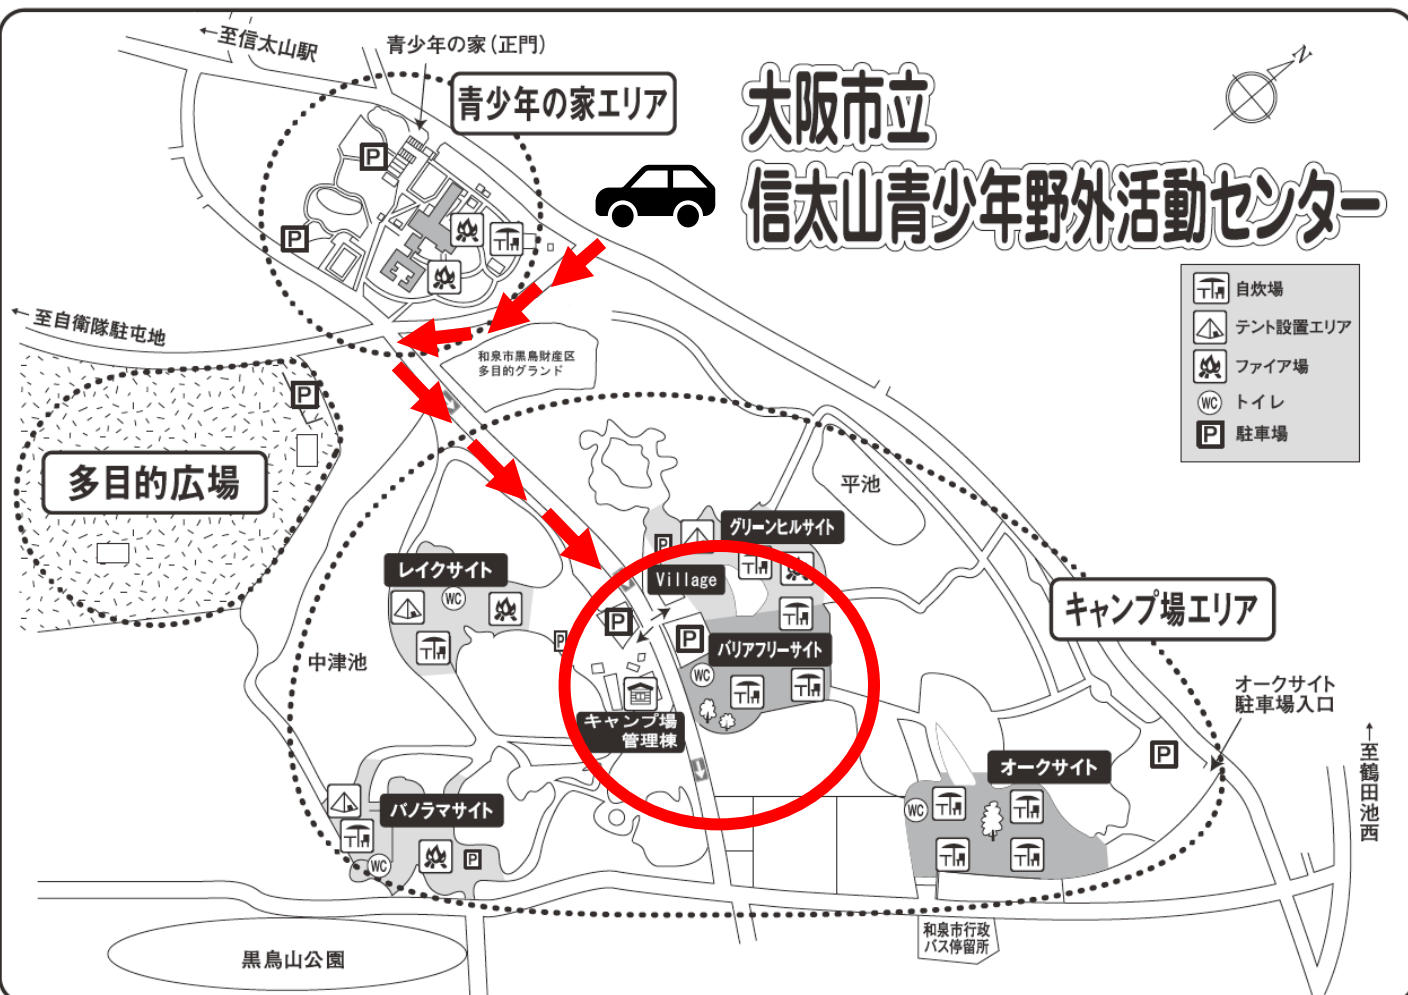 ←至信太山駅
青少年の家(正門)
青少年の家エリア
大阪市立
信太山青少年野外活動センター
N
P
P
自炊場
テント設置エリア
ファイア場
WC トイレ
P 駐車場
←至自衛隊駐屯地
和泉市黒鳥財産区
多目的グランド
P
多目的広場
平池
グリーンヒルサイト
P
Village
レイクサイト
WC
キャンプ場エリア
P
P
P
バリアフリーサイト
WC
中津池
キャンプ場
管理棟
オークサイト
駐車場入口
P
オークサイト
WC
←至鶴田池西
パノラマサイト
WC
P
和泉市行政
バス停留所
黒鳥山公園